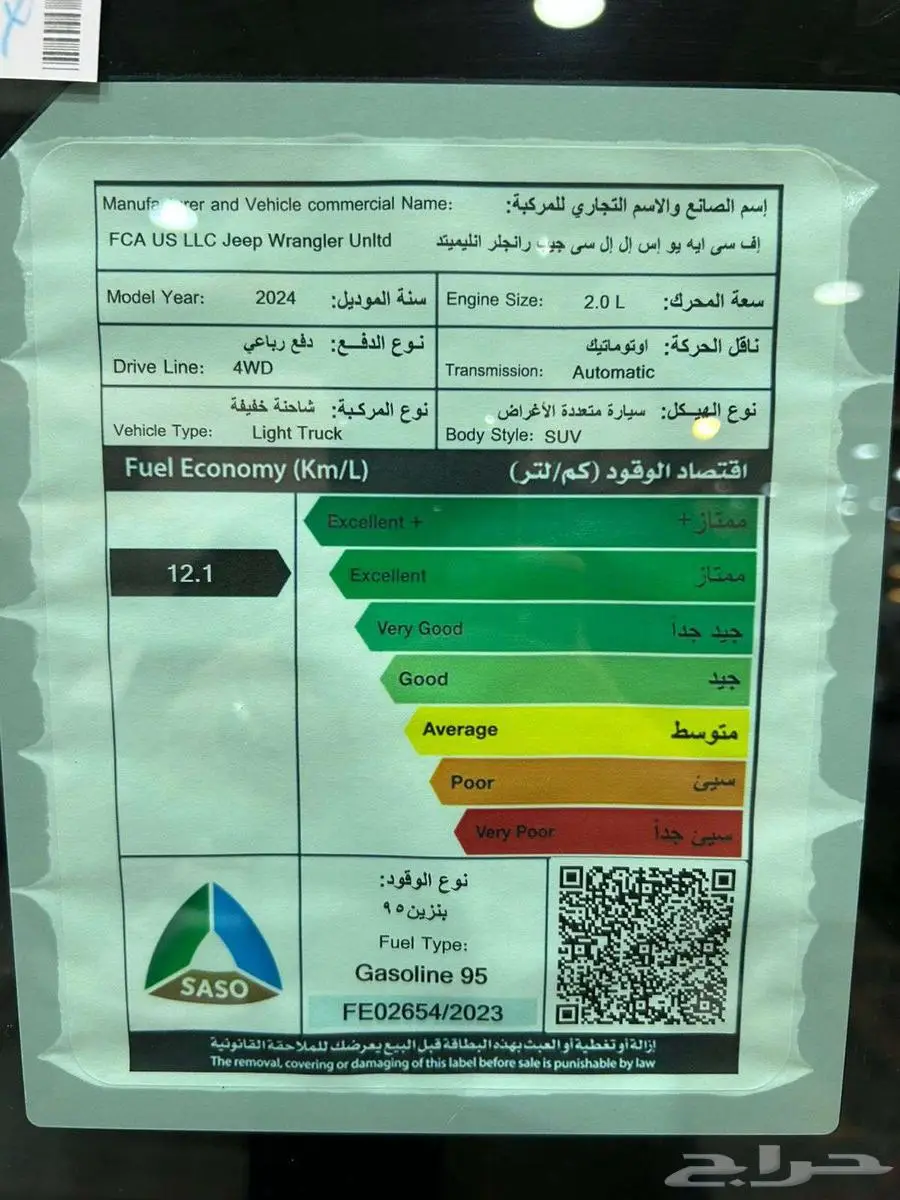 Manufacturer and Vehicle commercial Name: إسم الصانع والاسم التجاري للمركبة:
FCA US LLC Jeep Wrangler Unltd إف سى ايه يو إس إل إل سى جيب رانجلر انليميتد
Model Year: 2024 سنة الموديل:
Engine Size: 2.0 L سعة المحرك:
نوع الدفع: دفع رباعي
Drive Line: 4WD
ناقل الحركة: اوتوماتيك
Transmission: Automatic
نوع المركبة: شاحنة خفيفة
Vehicle Type: Light Truck
نوع الهيكل: سيارة متعددة الأغراض
Body Style: SUV
Fuel Economy (Km/L) اقتصاد الوقود (كم/لتر)
Excellent + ممتاز +
12.1
Excellent ممتاز
Very Good جيد جدا
Good جيد
Average متوسط
Poor سيئ
Very Poor سيئ جداً
SASO
نوع الوقود:
بنزين ٩٥
Fuel Type:
Gasoline 95
FE02654/2023
إزالة أو تغطية أو العبث بهذه البطاقة قبل البيع يعرضك للملاحقة القانونية
The removal, covering or damaging of this label before sale is punishable by law
حراج